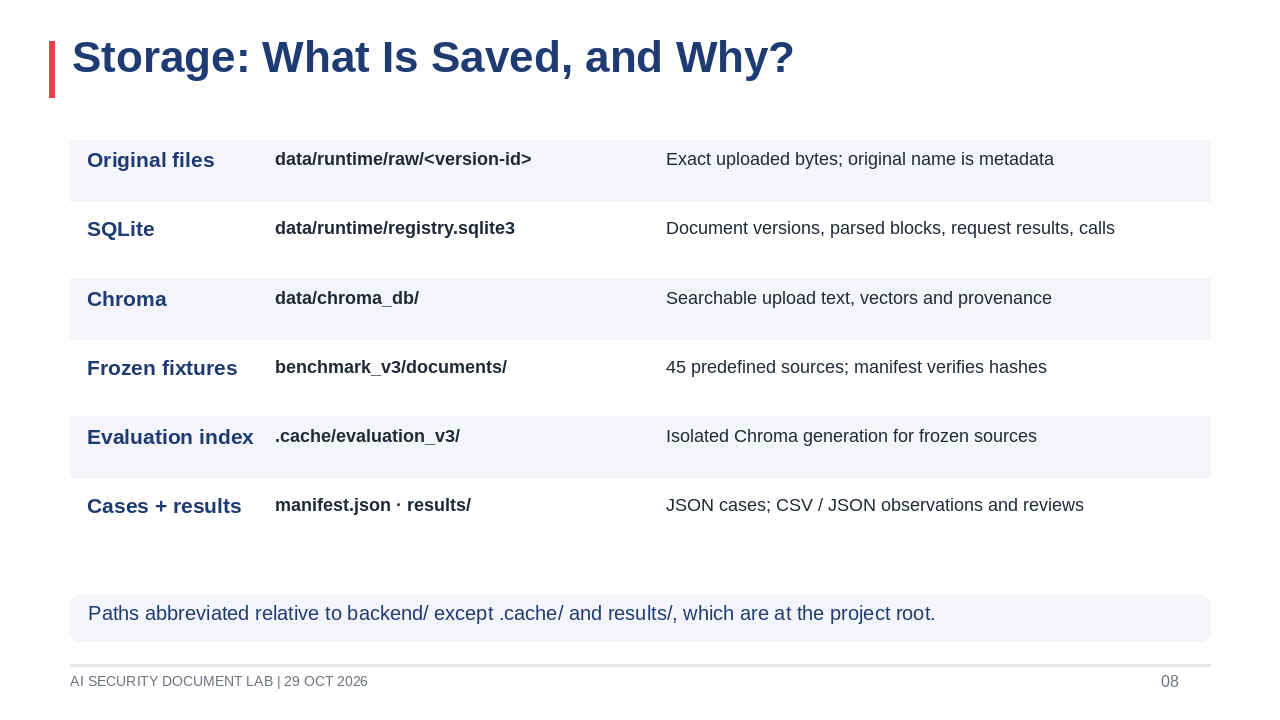 Storage: What Is Saved, and Why?
Original files data/runtime/raw/<version-id> Exact uploaded bytes; original name is metadata
SQLite data/runtime/registry.sqlite3 Document versions, parsed blocks, request results, calls
Chroma data/chroma_db/ Searchable upload text, vectors and provenance
Frozen fixtures benchmark_v3/documents/ 45 predefined sources; manifest verifies hashes
Evaluation index .cache/evaluation_v3/ Isolated Chroma generation for frozen sources
Cases + results manifest.json · results/ JSON cases; CSV / JSON observations and reviews
Paths abbreviated relative to backend/ except .cache/ and results/, which are at the project root.
AI SECURITY DOCUMENT LAB | 29 OCT 2026 08